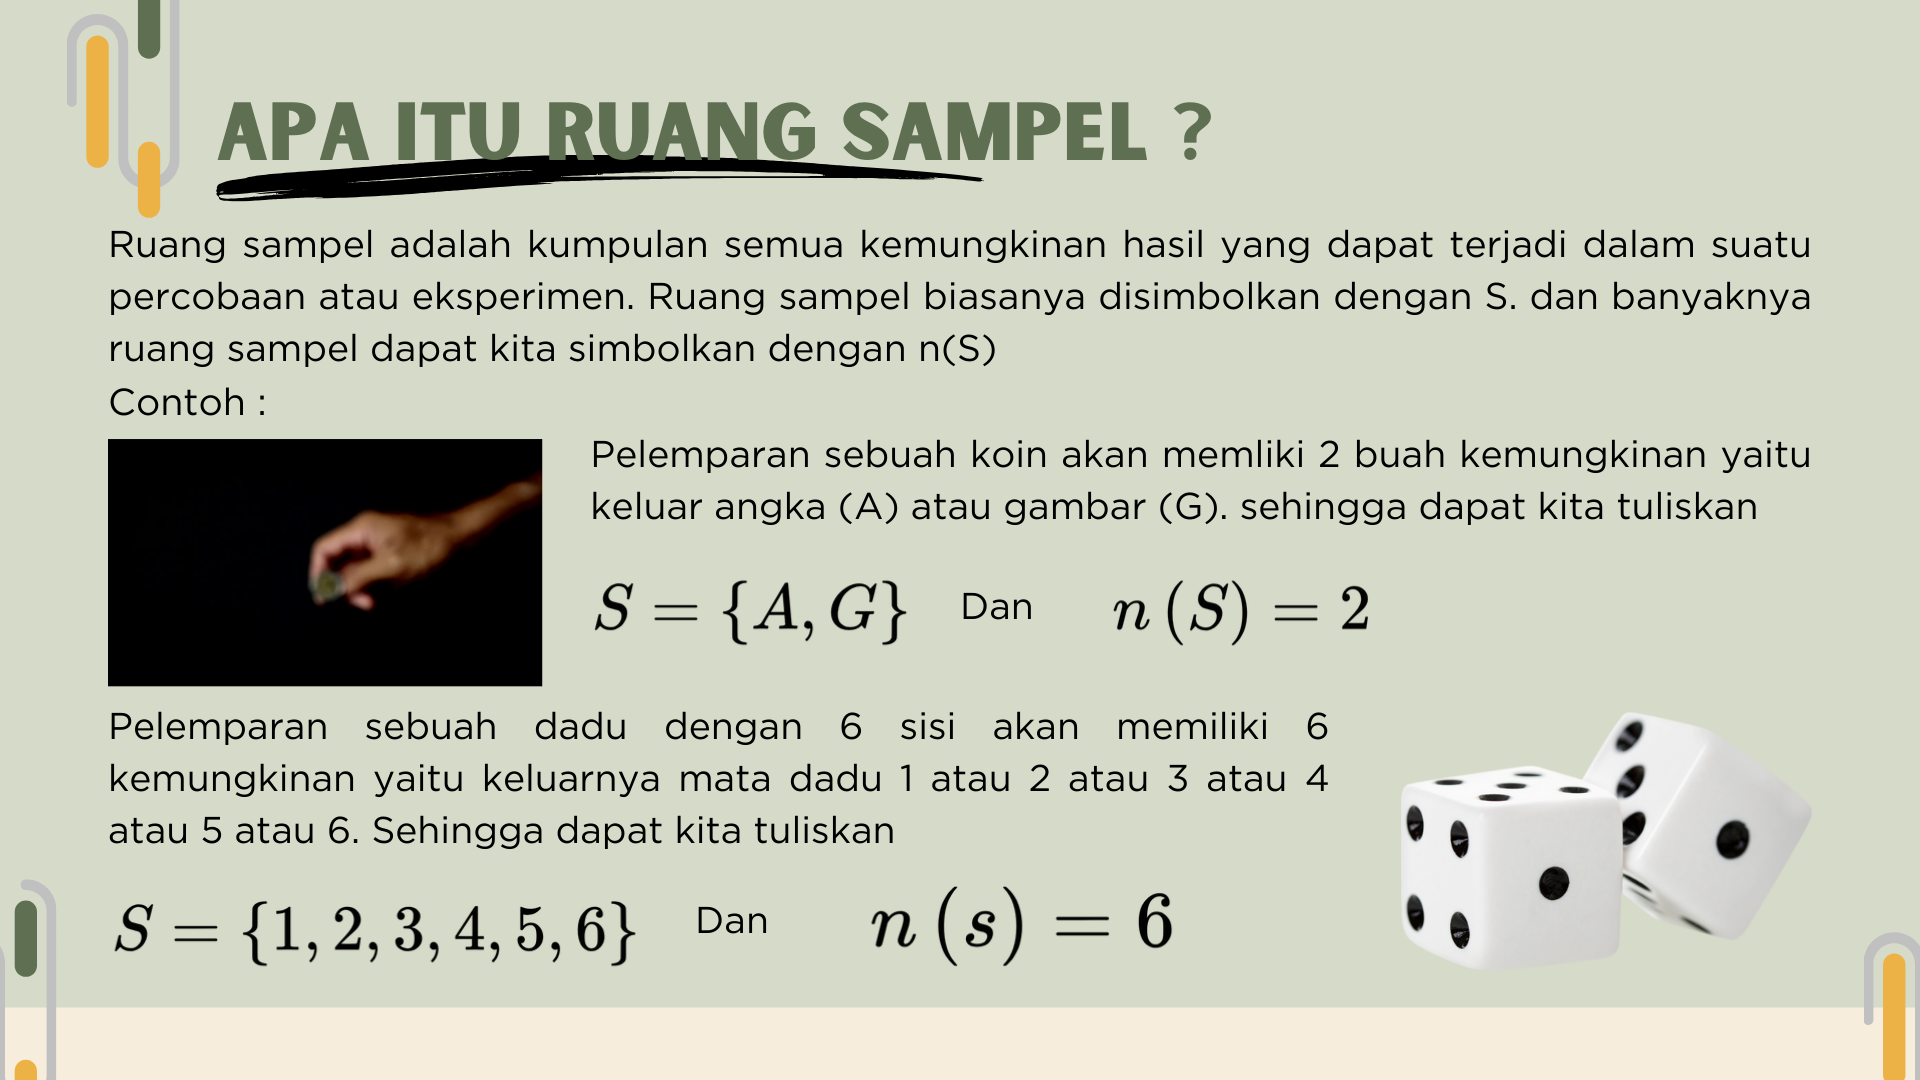 APA ITU RUANG SAMPEL ?
Ruang sampel adalah kumpulan semua kemungkinan hasil yang dapat terjadi dalam suatu
percobaan atau eksperimen. Ruang sampel biasanya disimbolkan dengan S. dan banyaknya
ruang sampel dapat kita simbolkan dengan n(S)
Contoh :
Pelemparan sebuah koin akan memliki 2 buah kemungkinan yaitu
keluar angka (A) atau gambar (G). sehingga dapat kita tuliskan
S = {A, G} Dan n (S) = 2
Pelemparan sebuah dadu dengan 6 sisi akan memiliki 6
kemungkinan yaitu keluarnya mata dadu 1 atau 2 atau 3 atau 4
atau 5 atau 6. Sehingga dapat kita tuliskan
S = {1, 2, 3, 4, 5, 6} Dan n (s) = 6